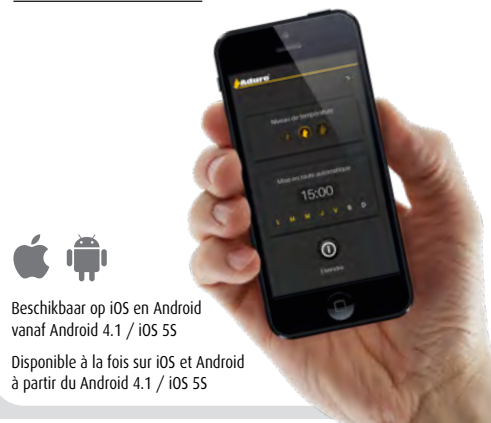 Aduro
Niveau de température
Mise en route automatique
15:00
L M M J V S D
Éteindre
Beschikbaar op iOS en Android
vanaf Android 4.1 / iOS 5S
Disponible à la fois sur iOS et Android
à partir du Android 4.1 / iOS 5S